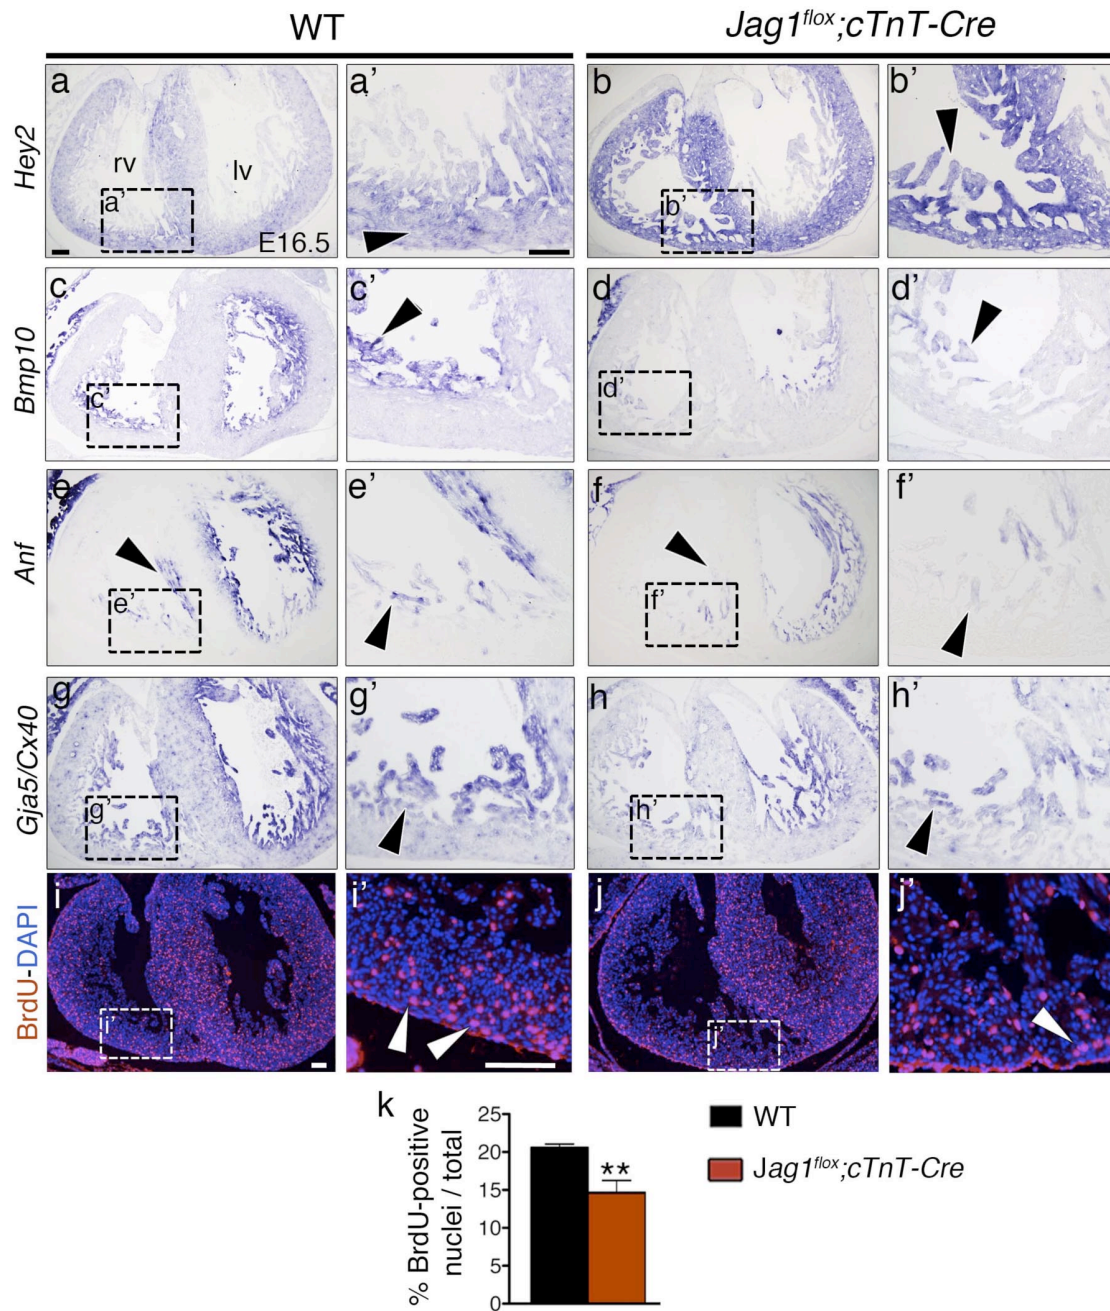 WT
Jag1flox;cTnT-Cre
Hey2
a
rv
lv
a'
E16.5
a'
b
b'
b'
Bmp10
c
c'
c'
d
d'
d'
Anf
e
e'
e'
f
f'
f'
Gja5/Cx40
g
g'
g'
h
h'
h'
BrdU-DAPI
i
i'
i'
j
j'
j'
k
% BrdU-positive
nuclei / total
25
20
15
10
5
0
**
WT
Jag1flox;cTnT-Cre